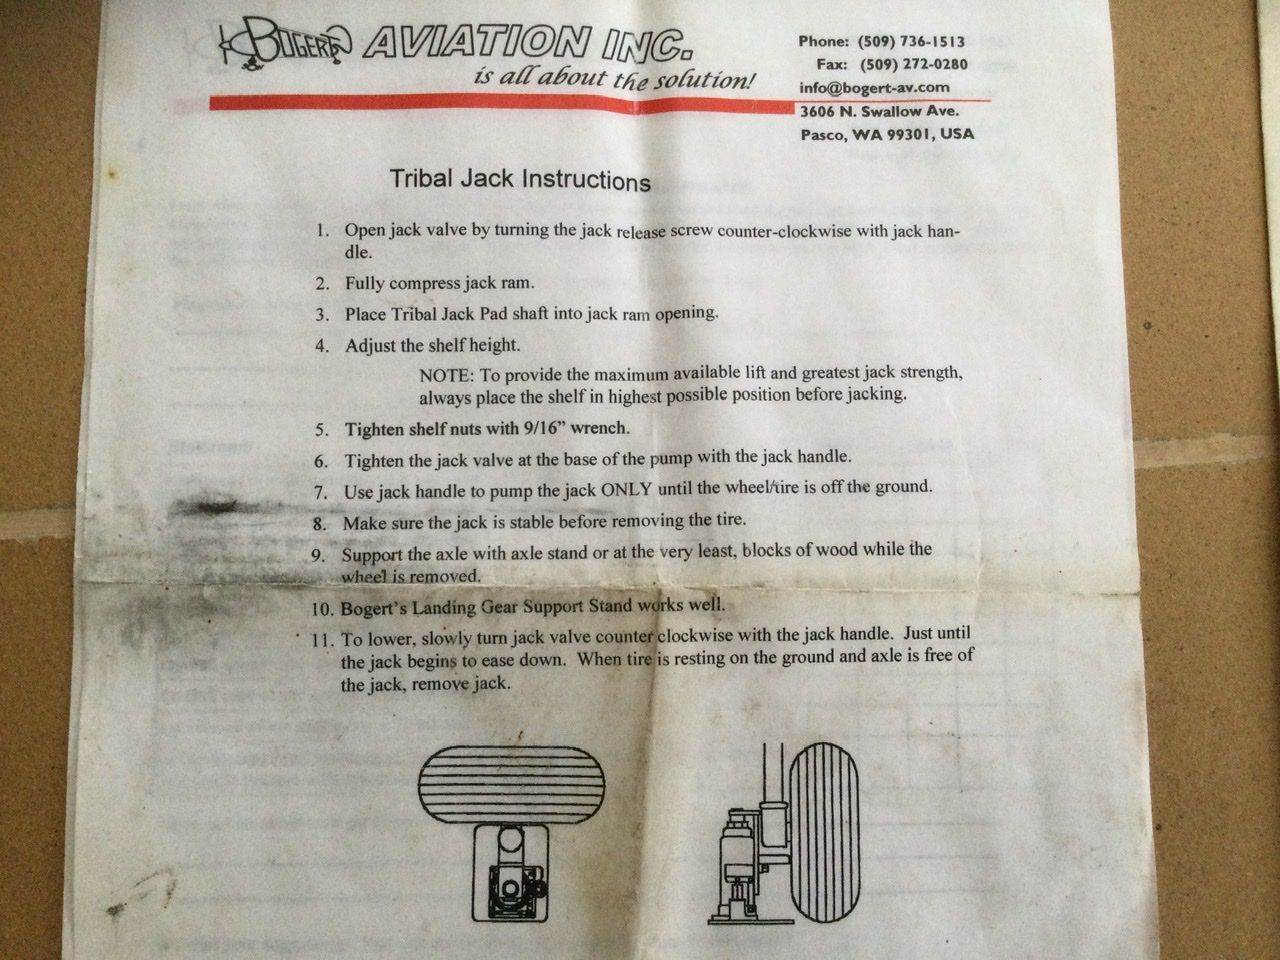 BOGERT AVIATION INC.
is all about the solution!
Phone: (509) 736-1513
Fax: (509) 272-0280
info@bogert-av.com
3606 N. Swallow Ave.
Pasco, WA 99301, USA
Tribal Jack Instructions
1. Open jack valve by turning the jack release screw counter-clockwise with jack han-
dle.
2. Fully compress jack ram.
3. Place Tribal Jack Pad shaft into jack ram opening.
4. Adjust the shelf height.
NOTE: To provide the maximum available lift and greatest jack strength,
always place the shelf in highest possible position before jacking.
5. Tighten shelf nuts with 9/16” wrench.
6. Tighten the jack valve at the base of the pump with the jack handle.
7. Use jack handle to pump the jack ONLY until the wheel/tire is off the ground.
8. Make sure the jack is stable before removing the tire.
9. Support the axle with axle stand or at the very least, blocks of wood while the
wheel is removed.
10. Bogert’s Landing Gear Support Stand works well.
11. To lower, slowly turn jack valve counter clockwise with the jack handle. Just until
the jack begins to ease down. When tire is resting on the ground and axle is free of
the jack, remove jack.